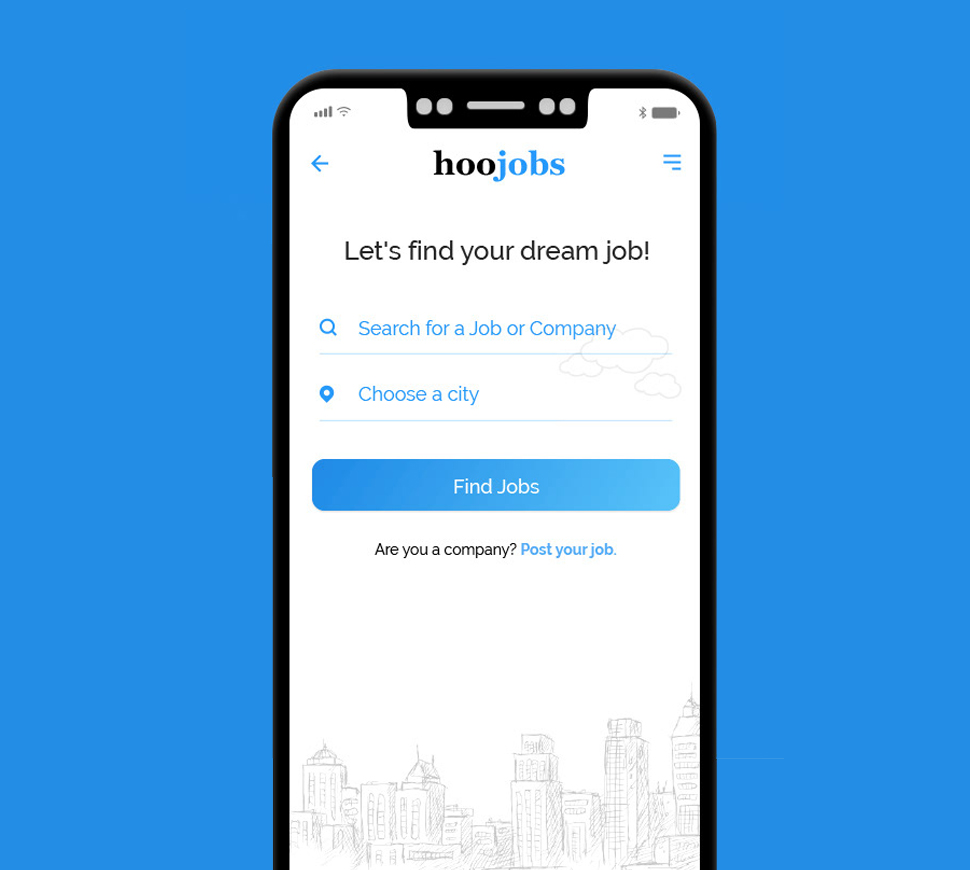 hoojobs
Let's find your dream job!
Search for a Job or Company
Choose a city
Find Jobs
Are you a company? Post your job.